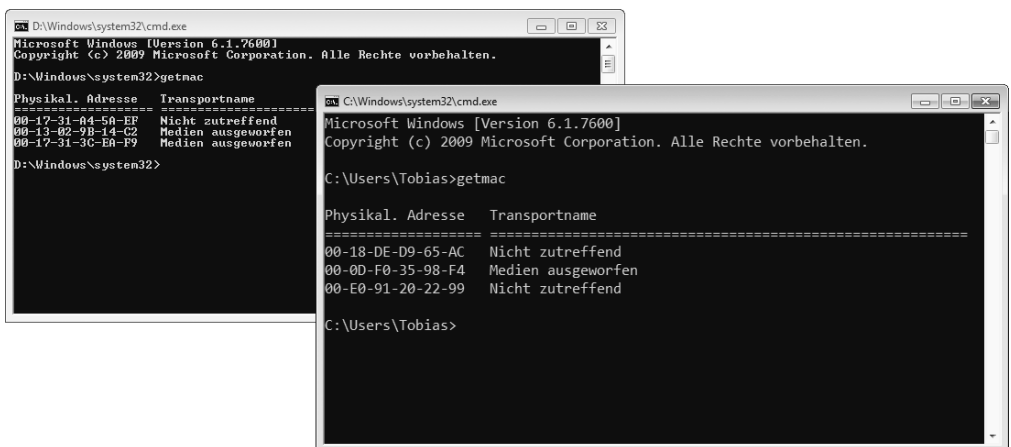 D:\Windows\system32\cmd.exe
Microsoft Windows [Version 6.1.7600]
Copyright (c) 2009 Microsoft Corporation. Alle Rechte vorbehalten.
D:\Windows\system32>getmac
Physikal. Adresse Transportname
=================== ====================
00-17-31-A4-5A-EF Nicht zutreffend
00-13-02-9B-14-C2 Medien ausgeworfen
00-17-31-3C-EA-F9 Medien ausgeworfen
D:\Windows\system32>
C:\Windows\system32\cmd.exe
Microsoft Windows [Version 6.1.7600]
Copyright (c) 2009 Microsoft Corporation. Alle Rechte vorbehalten.
C:\Users\Tobias>getmac
Physikal. Adresse Transportname
=================== ==========================================================
00-18-DE-D9-65-AC Nicht zutreffend
00-0D-F0-35-98-F4 Medien ausgeworfen
00-E0-91-20-22-99 Nicht zutreffend
C:\Users\Tobias>